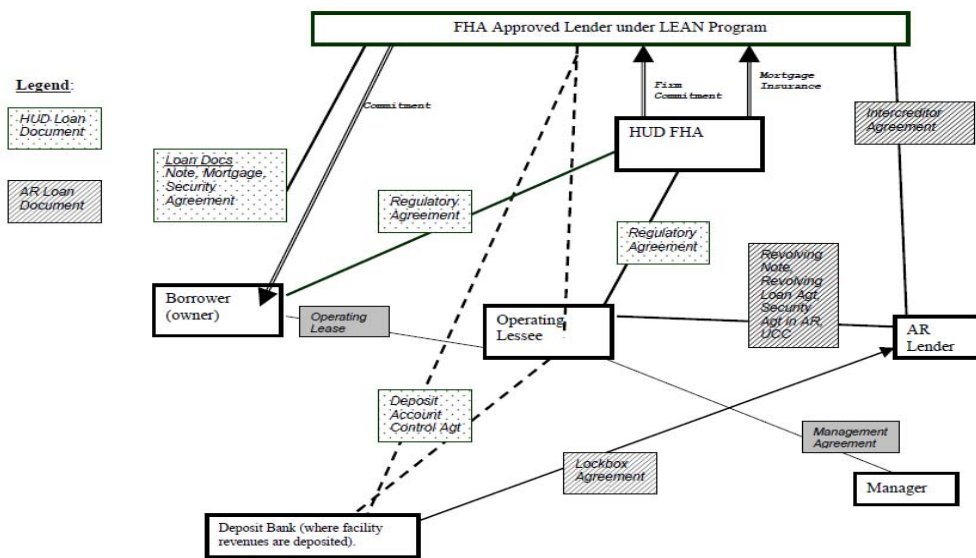 FHA Approved Lender under LEAN Program
Legend:
HUD Loan
Document
AR Loan
Document
Commitment
Firm
Commitment
Mortgage
Insurance
HUD FHA
Intercreditor
Agreement
Loan Docs
Note, Mortgage,
Security
Agreement
Regulatory
Agreement
Regulatory
Agreement
Revolving
Note,
Revolving
Loan Agt,
Security
Agt in AR,
UCC
Borrower
(owner)
Operating
Lease
Operating
Lessee
AR
Lender
Deposit
Account
Control Agt
Management
Agreement
Lockbox
Agreement
Manager
Deposit Bank (where facility
revenues are deposited).